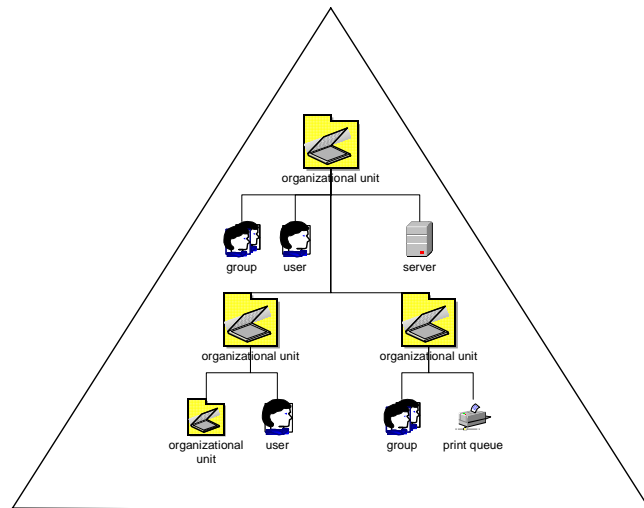 organizational unit
group
user
server
organizational unit
organizational unit
organizational
unit
user
group
print queue